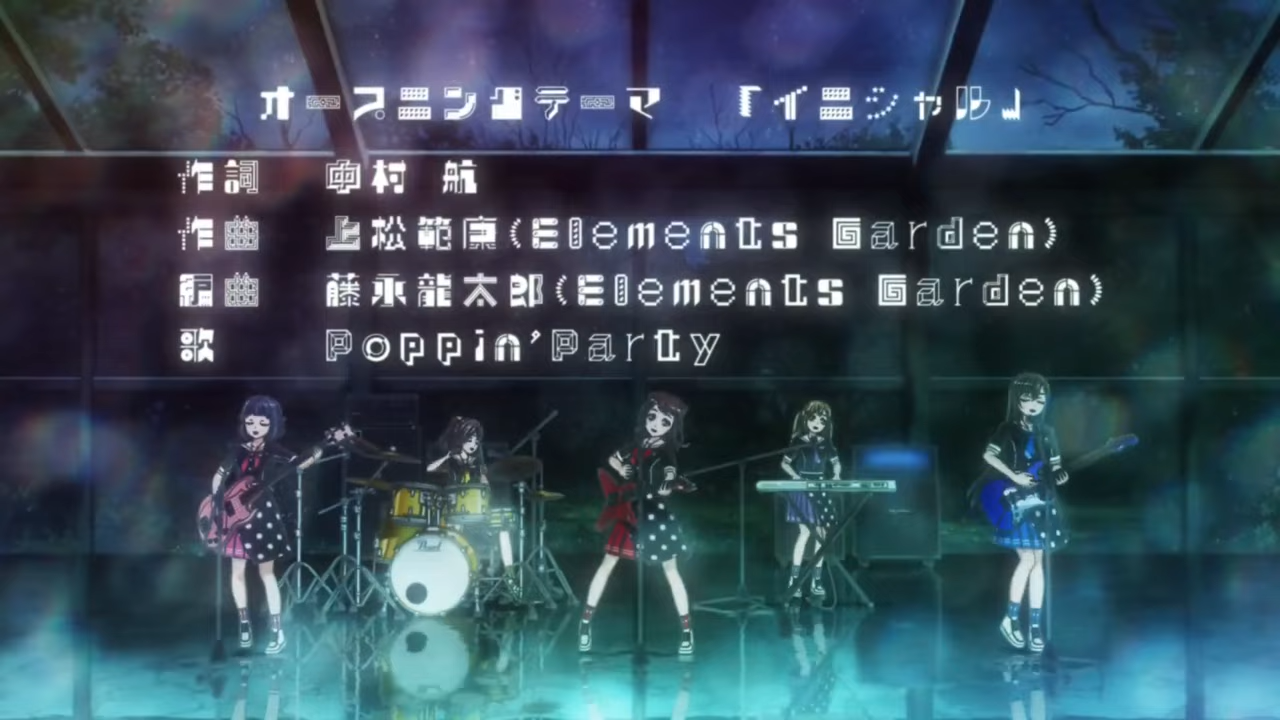 オープニングテーマ 「イニシャル」
作詞 中村 航
作曲 上松範康(Elements Garden)
編曲 藤永龍太郎(Elements Garden)
歌 Poppin'Party
Pearl